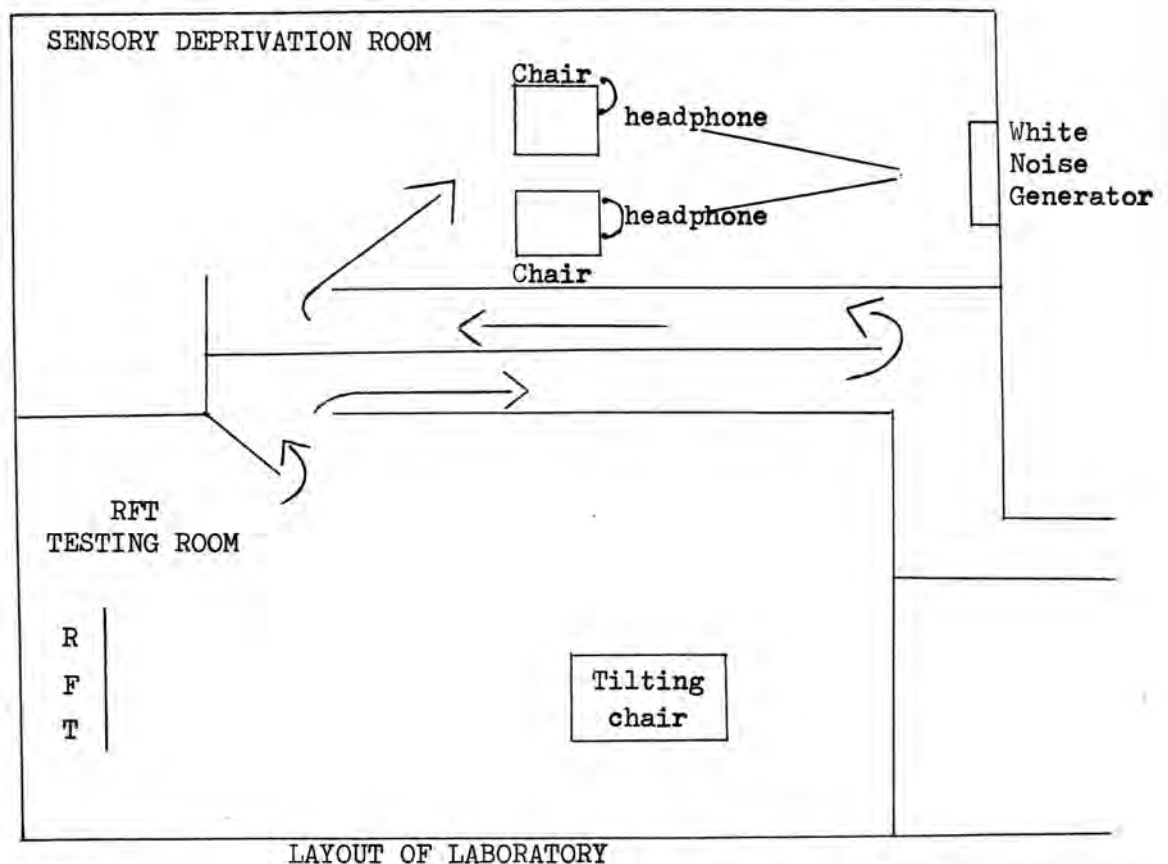 SENSORY DEPRIVATION ROOM
Chair
headphone
White
Noise
Generator
headphone
Chair
RFT
TESTING ROOM
R
F
T
Tilting
chair
LAYOUT OF LABORATORY